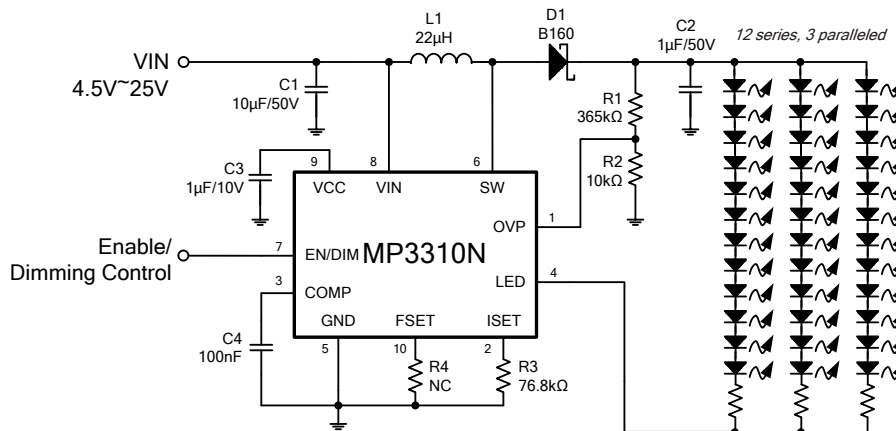 L1
22µH
D1
B160
C2
1µF/50V
12 series, 3 paralleled
VIN
4.5V~25V
C1
10µF/50V
R1
365kΩ
R2
10kΩ
C3
1µF/10V
9
8
6
VCC
VIN
SW
1
OVP
Enable/
Dimming Control
7
EN/DIM
MP3310N
4
LED
3
COMP
GND
FSET
ISET
C4
100nF
5
10
2
R4
NC
R3
76.8kΩ